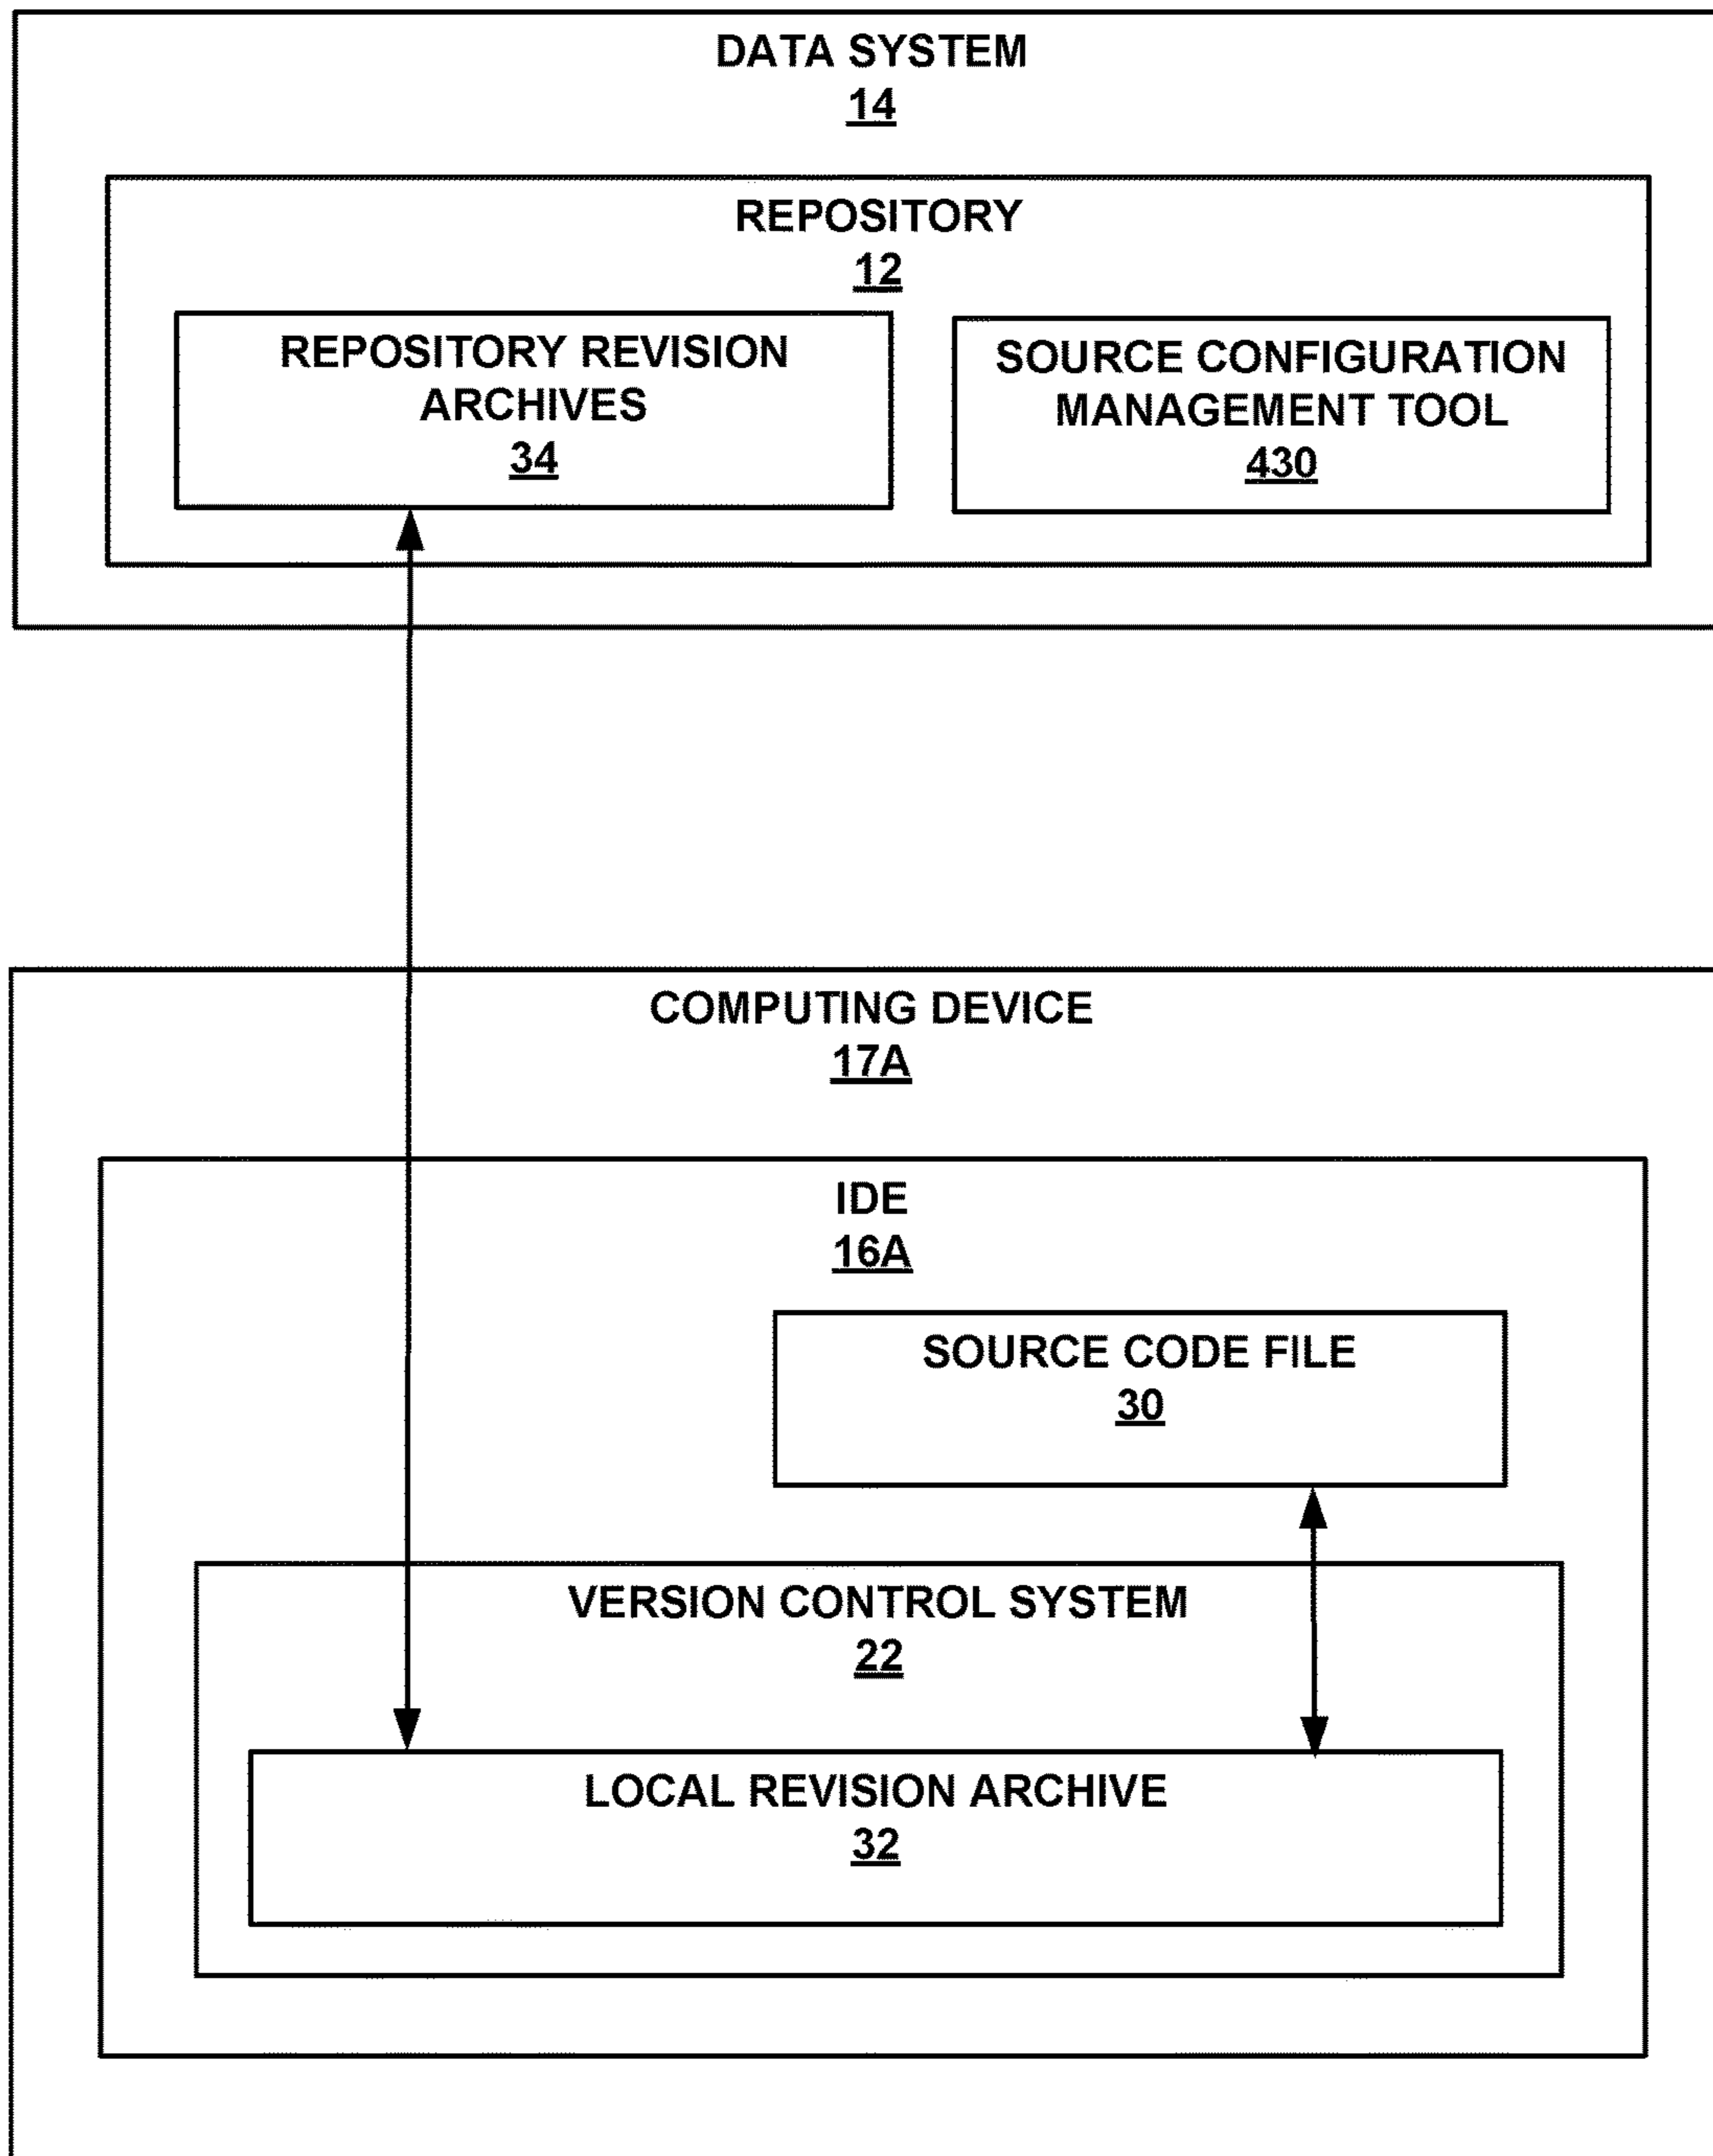 DATA SYSTEM
14
REPOSITORY
12
REPOSITORY REVISION
ARCHIVES
34
SOURCE CONFIGURATION
MANAGEMENT TOOL
430
COMPUTING DEVICE
17A
IDE
16A
SOURCE CODE FILE
30
VERSION CONTROL SYSTEM
22
LOCAL REVISION ARCHIVE
32